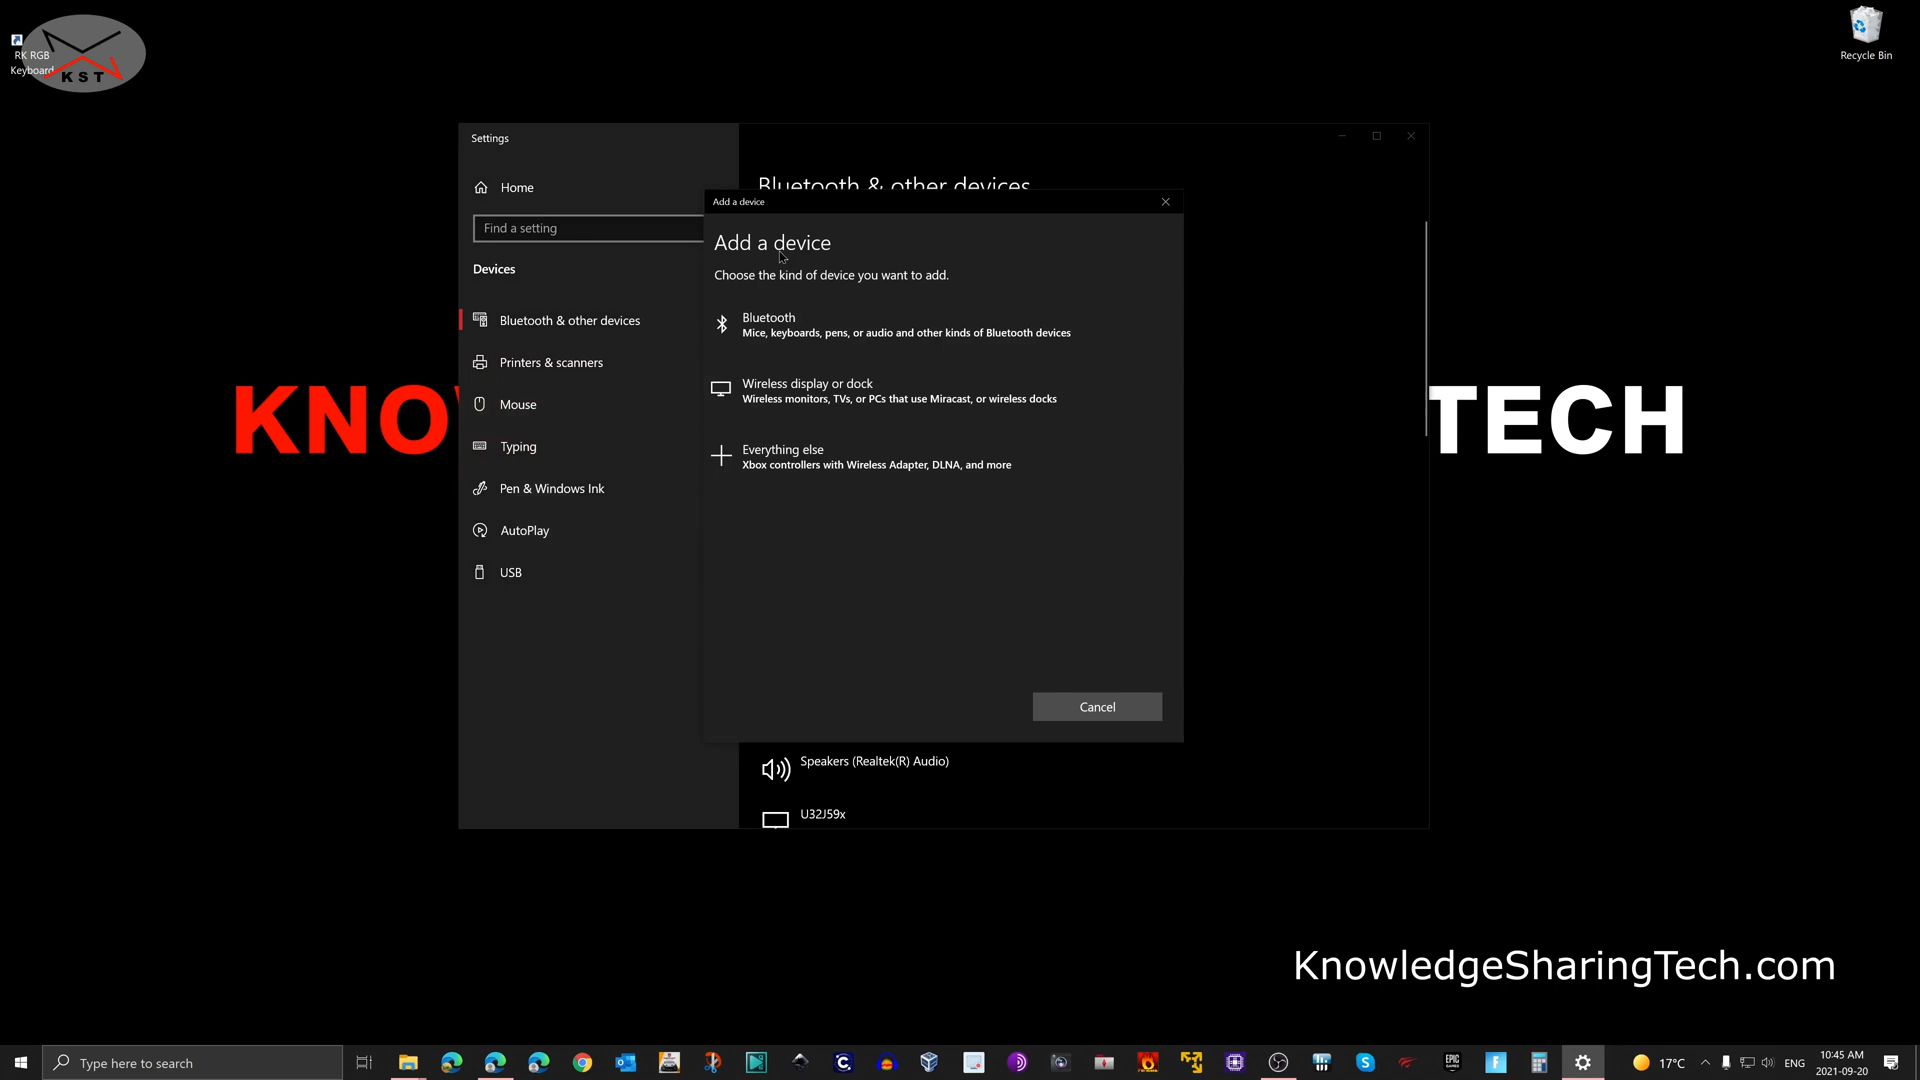 RK RGB
Keyboard
KST
Recycle Bin
Settings
Home
Find a setting
Devices
Bluetooth & other devices
Printers & scanners
Mouse
Typing
Pen & Windows Ink
AutoPlay
USB
Bluetooth & other devices
Add a device
Add a device
Choose the kind of device you want to add.
Bluetooth
Mice, keyboards, pens, or audio and other kinds of Bluetooth devices
Wireless display or dock
Wireless monitors, TVs, or PCs that use Miracast, or wireless docks
Everything else
Xbox controllers with Wireless Adapter, DLNA, and more
Cancel
Speakers (Realtek(R) Audio)
U32J59x
KNO TECH
KnowledgeSharingTech.com
Type here to search
EPIC
GAMES
17°C
ENG
10:45 AM
2021-09-20